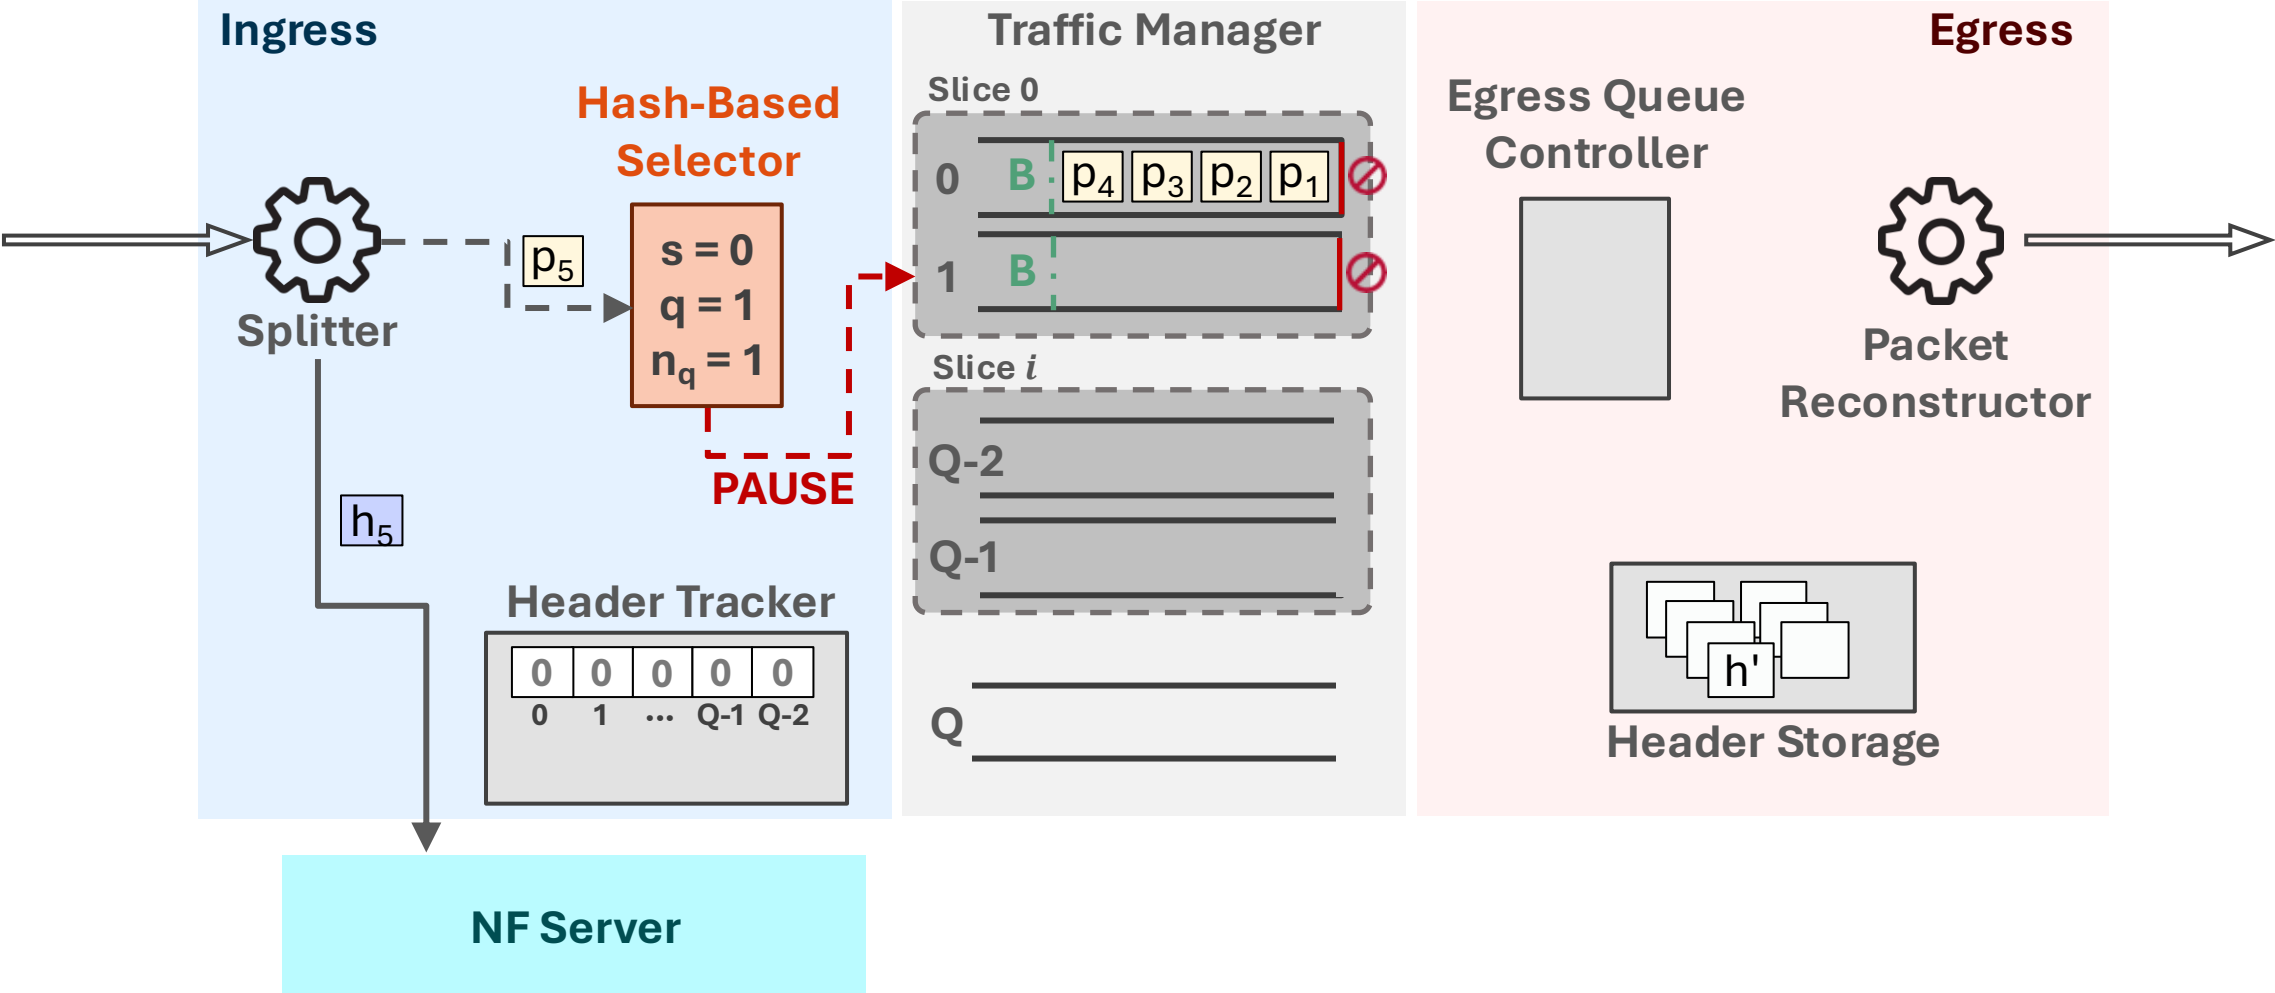 Ingress
Traffic Manager
Egress
Slice 0
Hash-Based
Selector
Egress Queue
Controller
0
B
p4
p3
p2
p1
s = 0
q = 1
nq = 1
p5
1
B
Splitter
Packet
Reconstructor
Slice i
PAUSE
Q-2
h5
Q-1
Header Tracker
0 0 0 0 0
0 1 ... Q-1 Q-2
h'
Q
Header Storage
NF Server